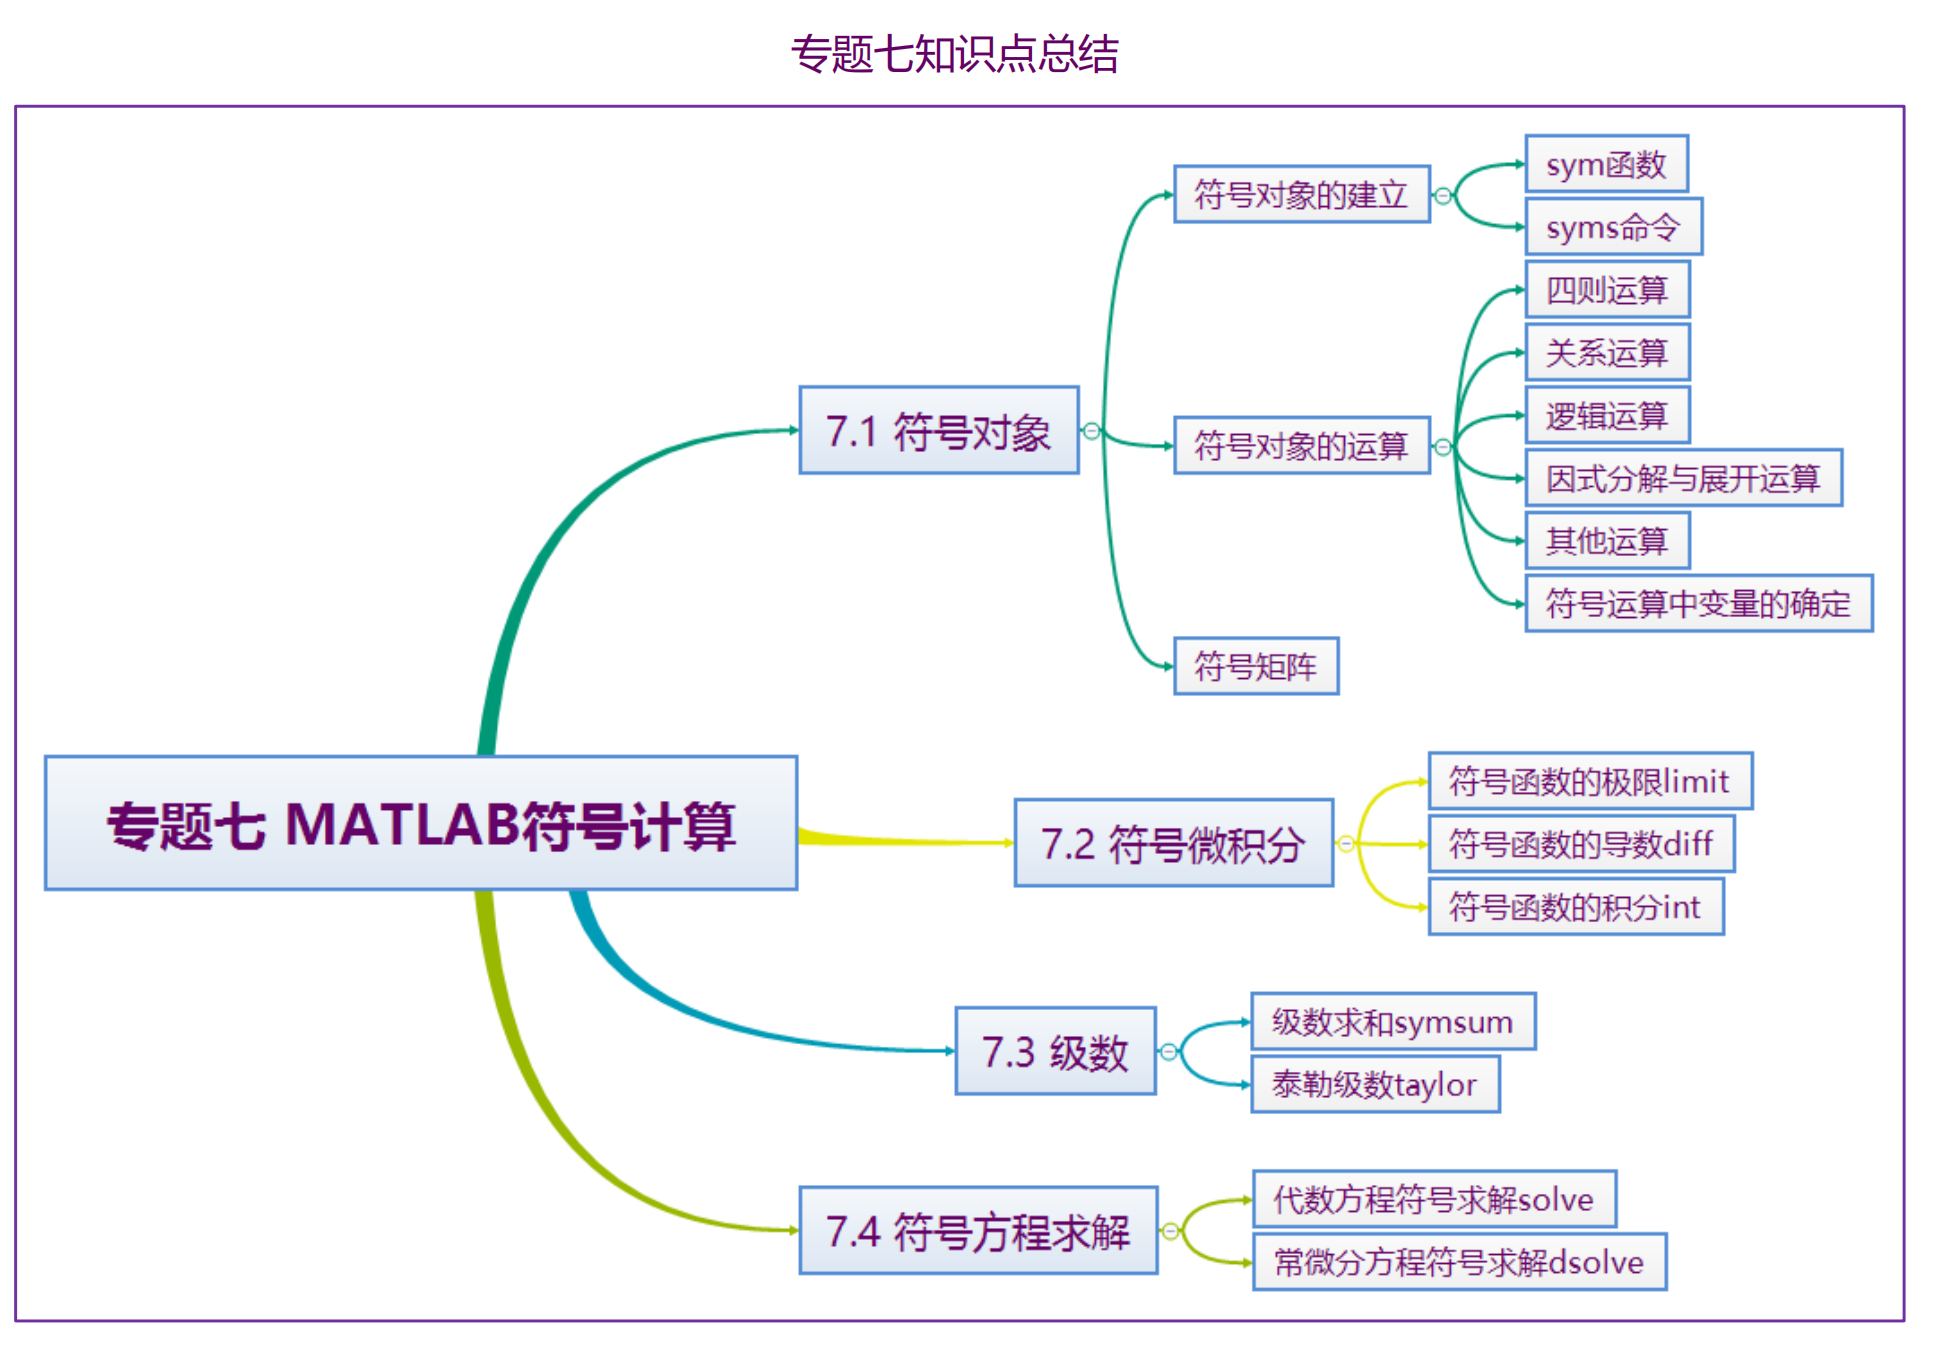 专题七知识点总结
专题七 MATLAB符号计算
7.1 符号对象
符号对象的建立
sym函数
syms命令
符号对象的运算
四则运算
关系运算
逻辑运算
因式分解与展开运算
其他运算
符号运算中变量的确定
符号矩阵
7.2 符号微积分
符号函数的极限limit
符号函数的导数diff
符号函数的积分int
7.3 级数
级数求和symsum
泰勒级数taylor
7.4 符号方程求解
代数方程符号求解solve
常微分方程符号求解dsolve